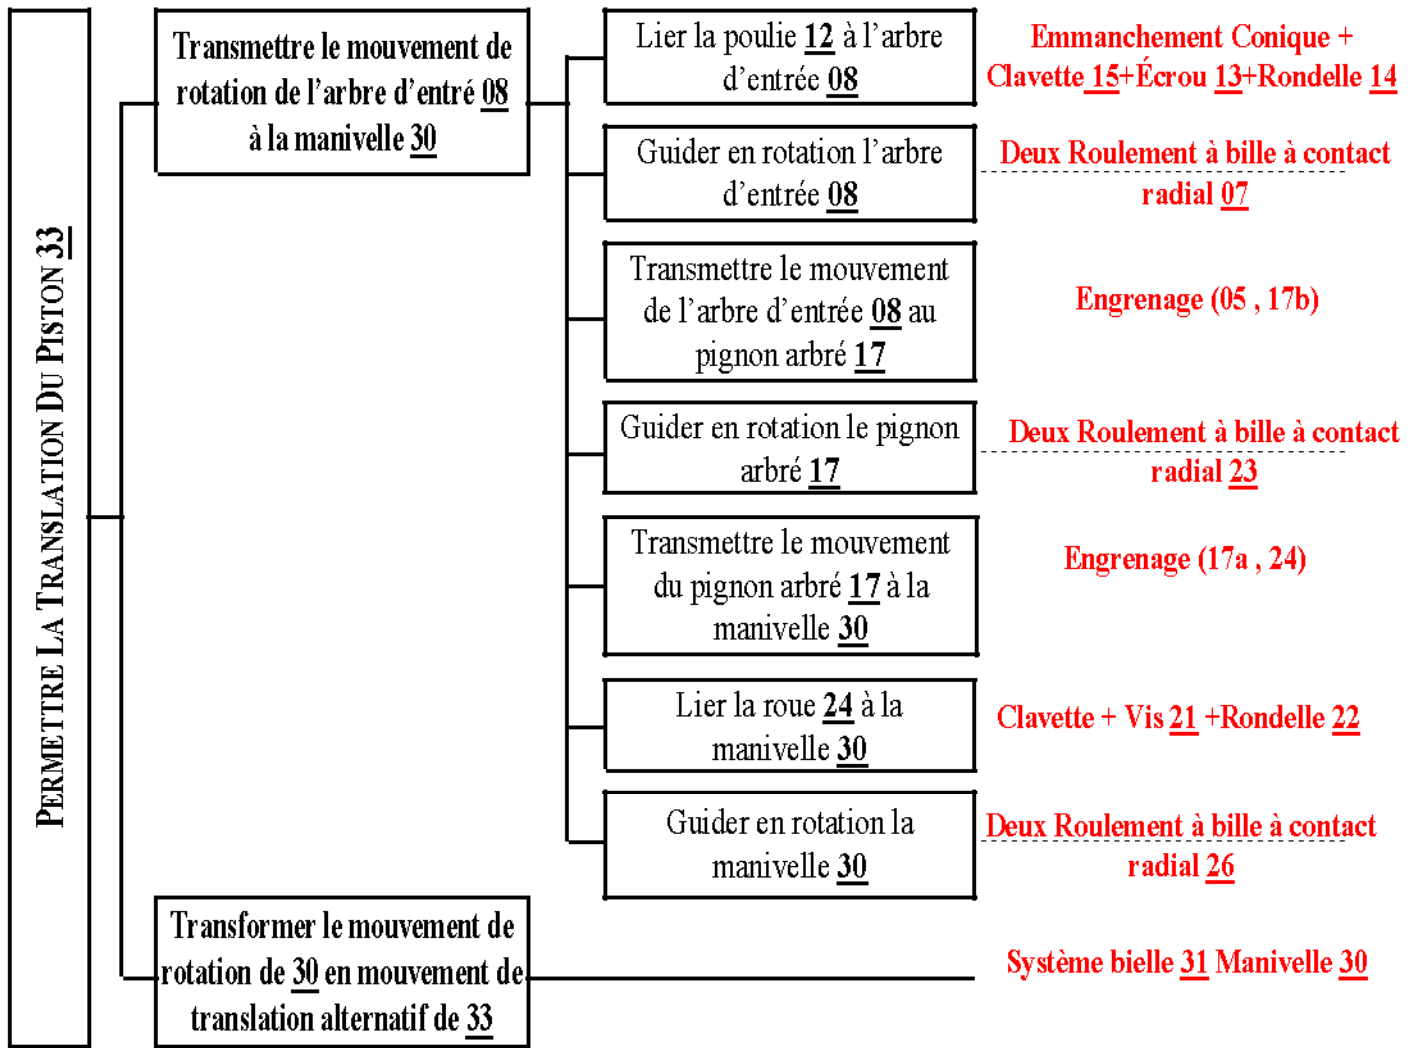 PERMETTRE LA TRANSLATION DU PISTON 33
Transmettre le mouvement de
rotation de l'arbre d'entré 08
à la manivelle 30
Lier la poulie 12 à l'arbre
d'entrée 08
Emmanchement Conique +
Clavette 15+Écrou 13+Rondelle 14
Guider en rotation l'arbre
d'entrée 08
Deux Roulement à bille à contact
radial 07
Transmettre le mouvement
de l'arbre d'entrée 08 au
pignon arbré 17
Engrenage (05 , 17b)
Guider en rotation le pignon
arbré 17
Deux Roulement à bille à contact
radial 23
Transmettre le mouvement
du pignon arbré 17 à la
manivelle 30
Engrenage (17a , 24)
Lier la roue 24 à la
manivelle 30
Clavette + Vis 21 +Rondelle 22
Guider en rotation la
manivelle 30
Deux Roulement à bille à contact
radial 26
Transformer le mouvement de
rotation de 30 en mouvement de
translation alternatif de 33
Système bielle 31 Manivelle 30